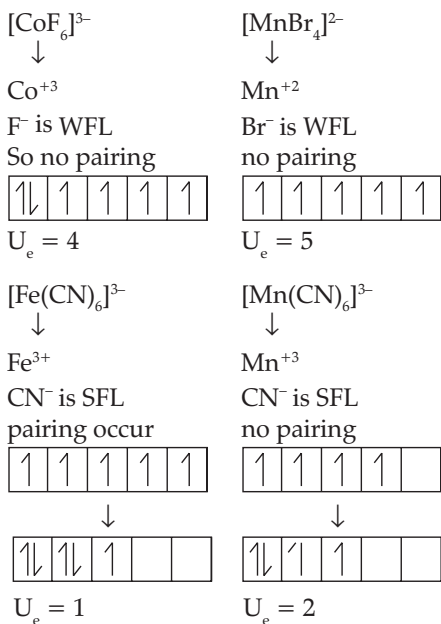 [CoF₆]³⁻
↓
Co⁺³
F⁻ is WFL
So no pairing
Uₑ = 4
[MnBr₄]²⁻
↓
Mn⁺²
Br⁻ is WFL
no pairing
Uₑ = 5
[Fe(CN)₆]³⁻
↓
Fe³⁺
CN⁻ is SFL
pairing occur
↓
Uₑ = 1
[Mn(CN)₆]³⁻
↓
Mn⁺³
CN⁻ is SFL
no pairing
↓
Uₑ = 2